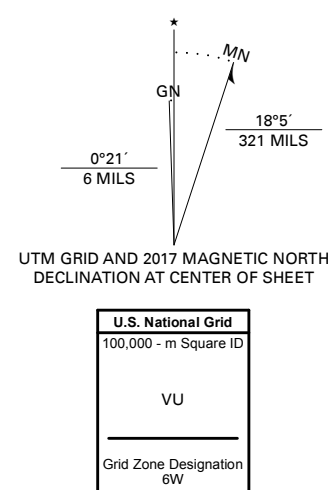 ★
MN
GN
18°5´
321 MILS
0°21´
6 MILS
UTM GRID AND 2017 MAGNETIC NORTH
DECLINATION AT CENTER OF SHEET
U.S. National Grid
100,000 - m Square ID
VU
Grid Zone Designation
6W